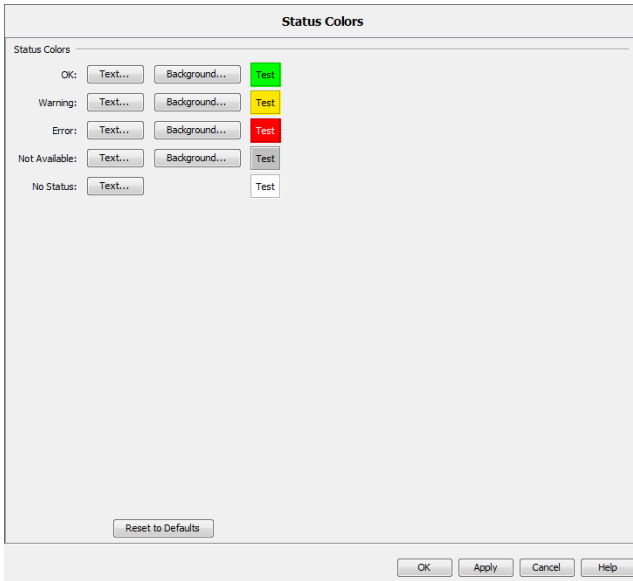 Status Colors
Status Colors
OK: Text... Background... Test
Warning: Text... Background... Test
Error: Text... Background... Test
Not Available: Text... Background... Test
No Status: Text... Test
Reset to Defaults
OK Apply Cancel Help